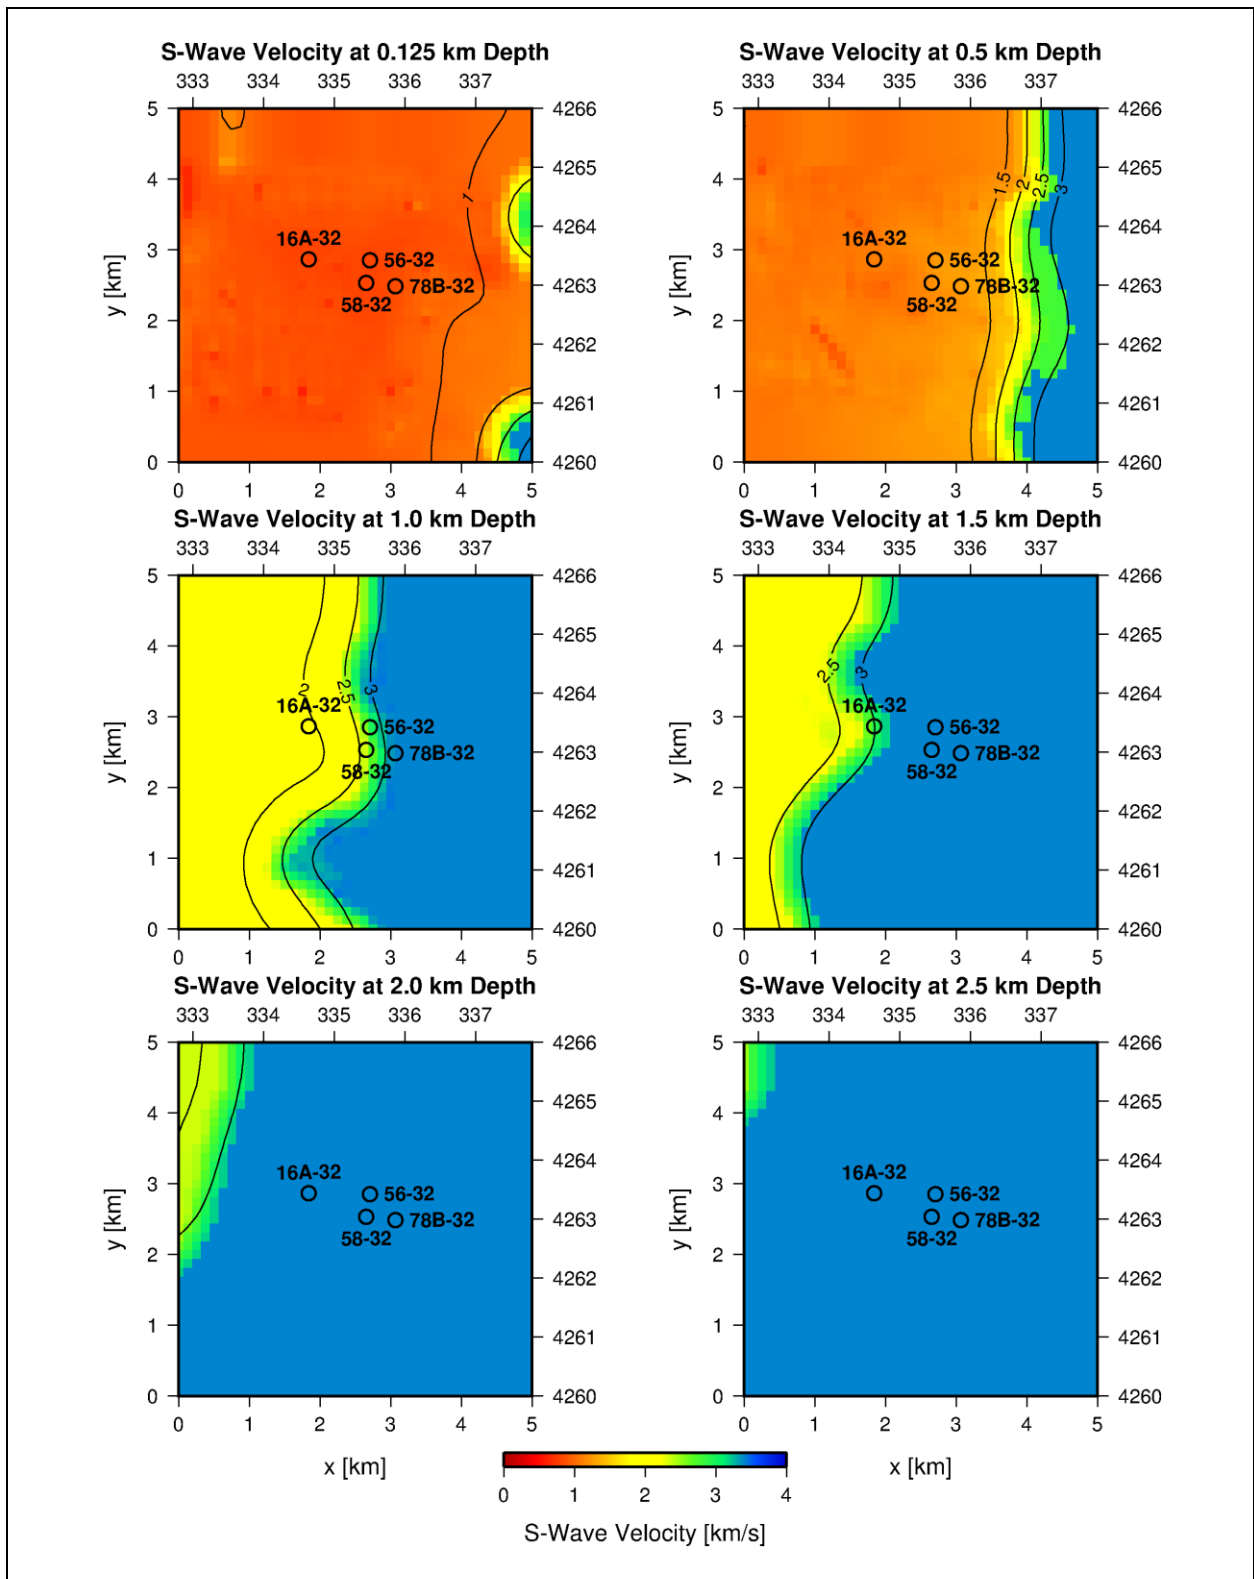 S-Wave Velocity at 0.125 km Depth
333 334 335 336 337
5 4 3 2 1 0
y [km]
4266 4265 4264 4263 4262 4261 4260
0 1 2 3 4 5
1
16A-32
56-32
58-32
78B-32
S-Wave Velocity at 0.5 km Depth
333 334 335 336 337
5 4 3 2 1 0
y [km]
4266 4265 4264 4263 4262 4261 4260
0 1 2 3 4 5
1.5 2 2.5 3
16A-32
56-32
58-32
78B-32
S-Wave Velocity at 1.0 km Depth
333 334 335 336 337
5 4 3 2 1 0
y [km]
4266 4265 4264 4263 4262 4261 4260
0 1 2 3 4 5
2 2.5 3
16A-32
56-32
58-32
78B-32
S-Wave Velocity at 1.5 km Depth
333 334 335 336 337
5 4 3 2 1 0
y [km]
4266 4265 4264 4263 4262 4261 4260
0 1 2 3 4 5
2.5 3
16A-32
56-32
58-32
78B-32
S-Wave Velocity at 2.0 km Depth
333 334 335 336 337
5 4 3 2 1 0
y [km]
4266 4265 4264 4263 4262 4261 4260
0 1 2 3 4 5
x [km]
16A-32
56-32
58-32
78B-32
S-Wave Velocity at 2.5 km Depth
333 334 335 336 337
5 4 3 2 1 0
y [km]
4266 4265 4264 4263 4262 4261 4260
0 1 2 3 4 5
x [km]
16A-32
56-32
58-32
78B-32
0 1 2 3 4
S-Wave Velocity [km/s]